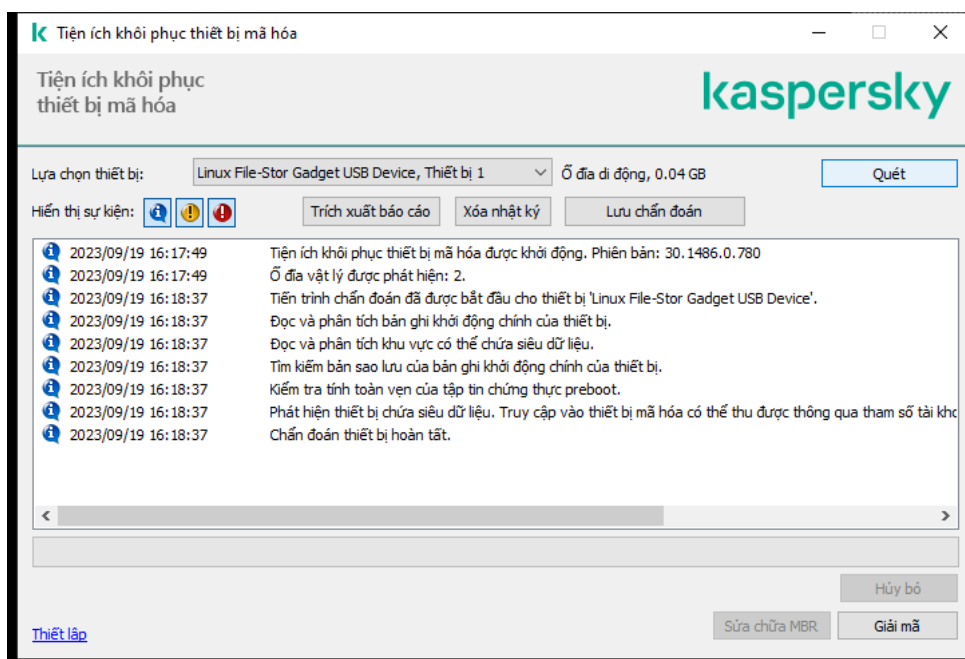 Tiện ích khôi phục thiết bị mã hóa
Tiện ích khôi phục
thiết bị mã hóa
kaspersky
Lựa chọn thiết bị: Linux File-Stor Gadget USB Device, Thiết bị 1 Ổ đĩa di động, 0.04 GB Quét
Hiển thị sự kiện: Trích xuất báo cáo Xóa nhật ký Lưu chẩn đoán
2023/09/19 16:17:49 Tiện ích khôi phục thiết bị mã hóa được khởi động. Phiên bản: 30.1486.0.780
2023/09/19 16:17:49 Ổ đĩa vật lý được phát hiện: 2.
2023/09/19 16:18:37 Tiến trình chẩn đoán đã được bắt đầu cho thiết bị 'Linux File-Stor Gadget USB Device'.
2023/09/19 16:18:37 Đọc và phân tích bản ghi khởi động chính của thiết bị.
2023/09/19 16:18:37 Đọc và phân tích khu vực có thể chứa siêu dữ liệu.
2023/09/19 16:18:37 Tìm kiếm bản sao lưu của bản ghi khởi động chính của thiết bị.
2023/09/19 16:18:37 Kiểm tra tính toàn vẹn của tập tin chứng thực preboot.
2023/09/19 16:18:37 Phát hiện thiết bị chứa siêu dữ liệu. Truy cập vào thiết bị mã hóa có thể thu được thông qua tham số tài
2023/09/19 16:18:37 Chẩn đoán thiết bị hoàn tất.
Hủy bỏ
Thiết lập Sửa chữa MBR Giải mã